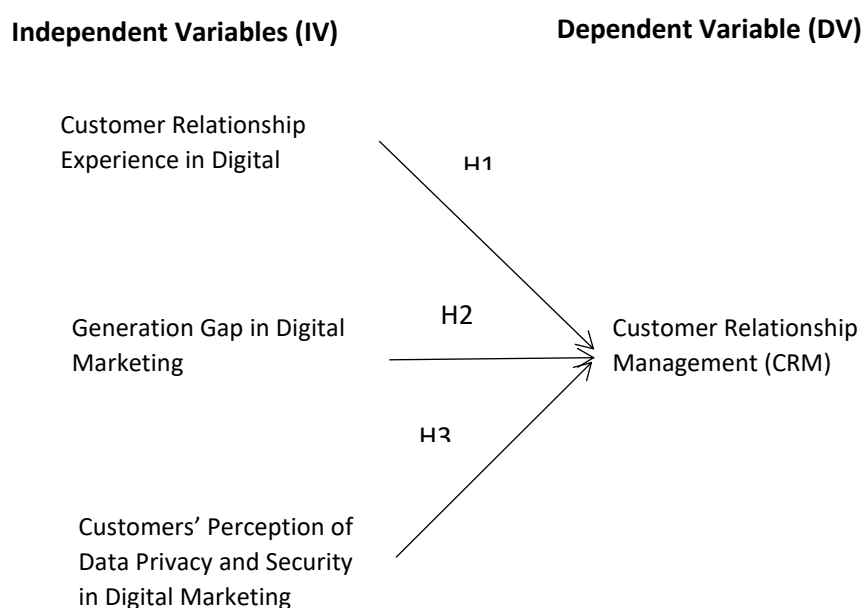 Independent Variables (IV)
Dependent Variable (DV)
Customer Relationship
Experience in Digital
H1
Generation Gap in Digital
Marketing
H2
Customer Relationship
Management (CRM)
H3
Customers’ Perception of
Data Privacy and Security
in Digital Marketing